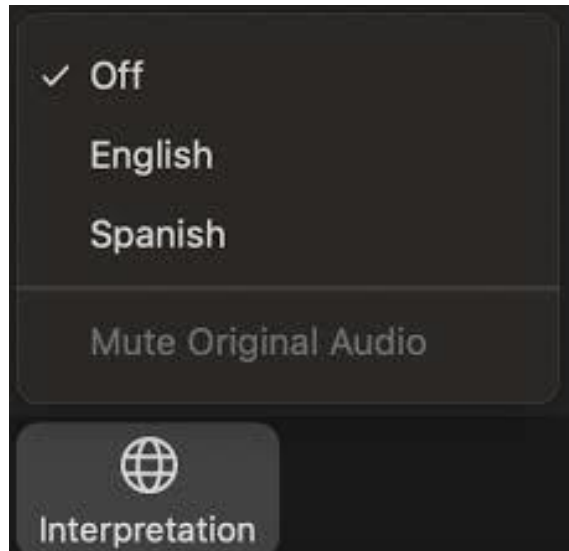 Off
English
Spanish
Mute Original Audio
Interpretation